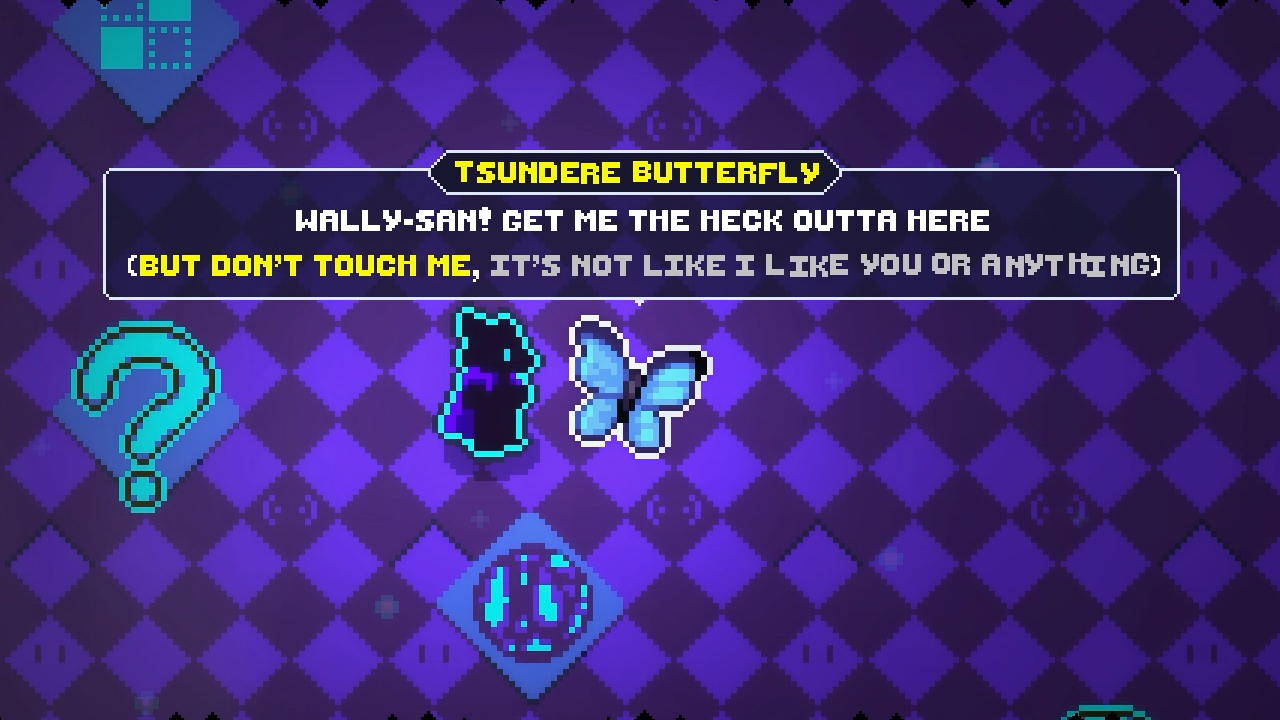 TSUNDERE BUTTERFLY
WALLY-SAN! GET ME THE HECK OUTTA HERE
(BUT DON'T TOUCH ME, IT'S NOT LIKE I LIKE YOU OR ANYTHING)